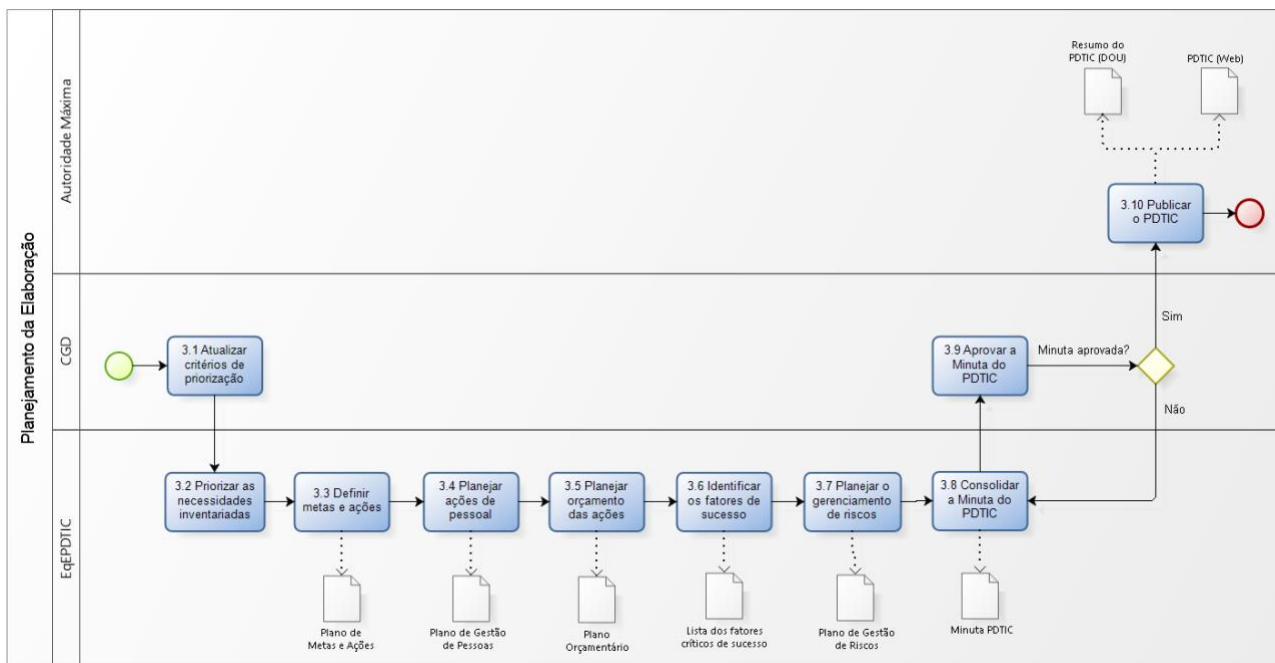 Planejamento da Elaboração
Autoridade Máxima
Resumo do
PDTIC (DOU)
PDTIC (Web)
3.10 Publicar
o PDTIC
CGD
3.1 Atualizar
critérios de
priorização
3.9 Aprovar a
Minuta do
PDTIC
Minuta aprovada?
Sim
Não
EqEPDTIC
3.2 Priorizar as
necessidades
inventariadas
3.3 Definir
metas e ações
3.4 Planejar
ações de
pessoal
3.5 Planejar
orçamento
das ações
3.6 Identificar
os fatores de
sucesso
3.7 Planejar o
gerenciamento
de riscos
3.8 Consolidar
a Minuta do
PDTIC
Plano de
Metas e Ações
Plano de Gestão
de Pessoas
Plano
Orçamentário
Lista dos fatores
críticos de sucesso
Plano de Gestão
de Riscos
Minuta PDTIC